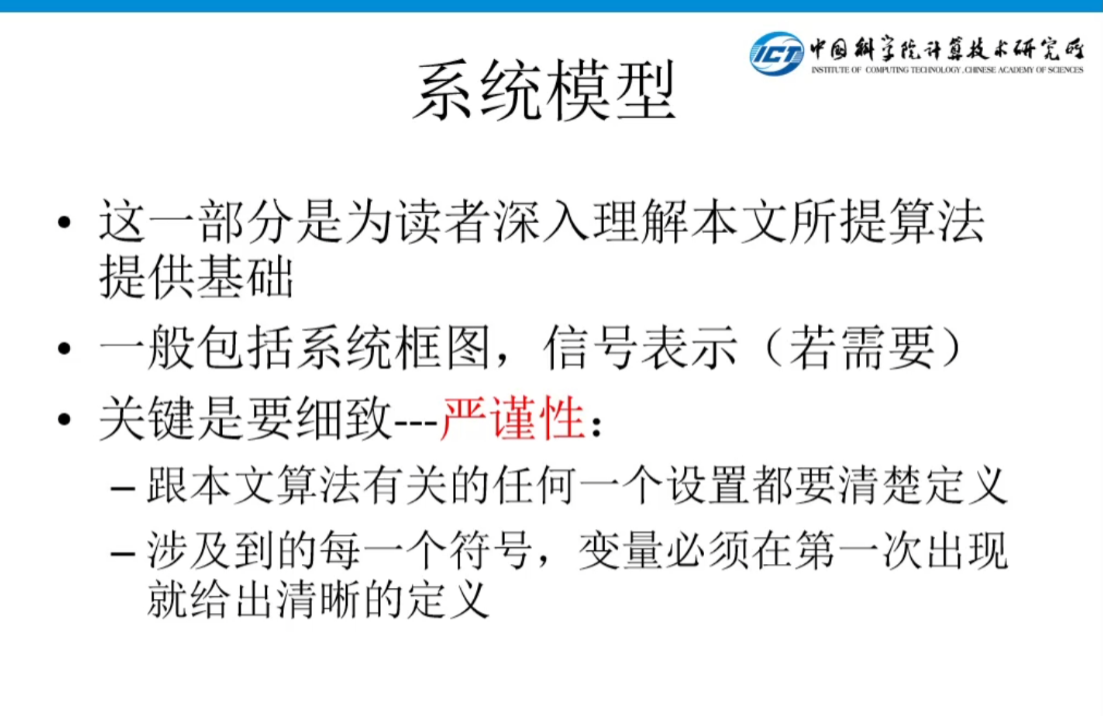 ICT 中国科学院计算技术研究所
INSTITUTE OF COMPUTING TECHNOLOGY, CHINESE ACADEMY OF SCIENCES
系统模型
• 这一部分是为读者深入理解本文所提算法
提供基础
• 一般包括系统框图，信号表示（若需要）
• 关键是要细致---严谨性：
– 跟本文算法有关的任何一个设置都要清楚定义
– 涉及到的每一个符号，变量必须在第一次出现
就给出清晰的定义